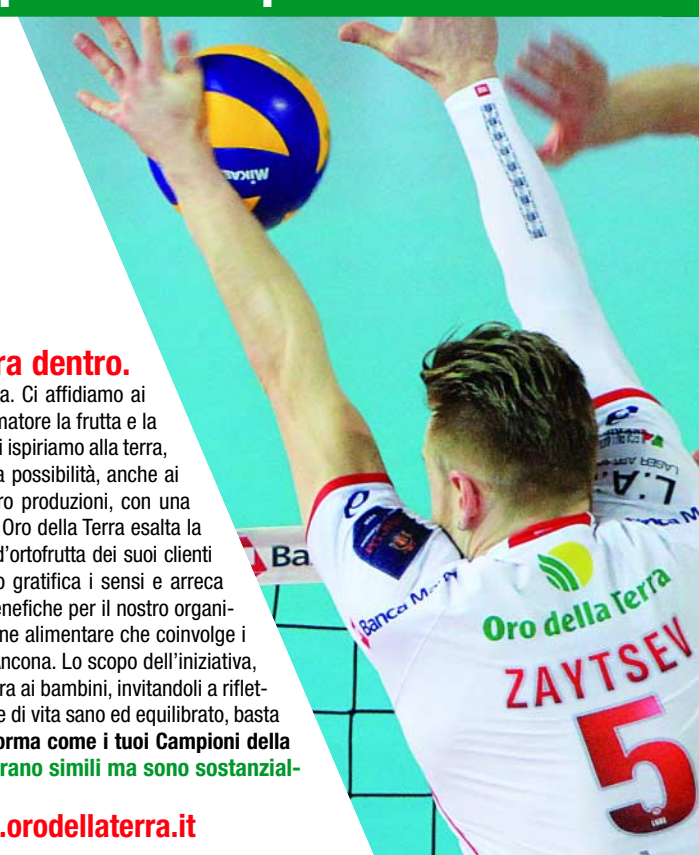 MIKASA
ra dentro.
a. Ci affidiamo ai
matore la frutta e la
i ispiriamo alla terra,
a possibilità, anche ai
ro produzioni, con una
Oro della Terra esalta la
d'ortofrutta dei suoi clienti
o gratifica i sensi e arreca
enefiche per il nostro organi-
ne alimentare che coinvolge i
Ancona. Lo scopo dell'iniziativa,
ra ai bambini, invitandoli a riflet-
e di vita sano ed equilibrato, basta
orma come i tuoi Campioni della
rano simili ma sono sostanzial-
.orodellaterra.it
Ba
Banca
L.A.
Oro della Terra
ZAYTSEV
5